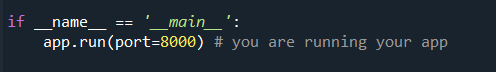 if __name__ == '__main__':
    app.run(port=8000) # you are running your app